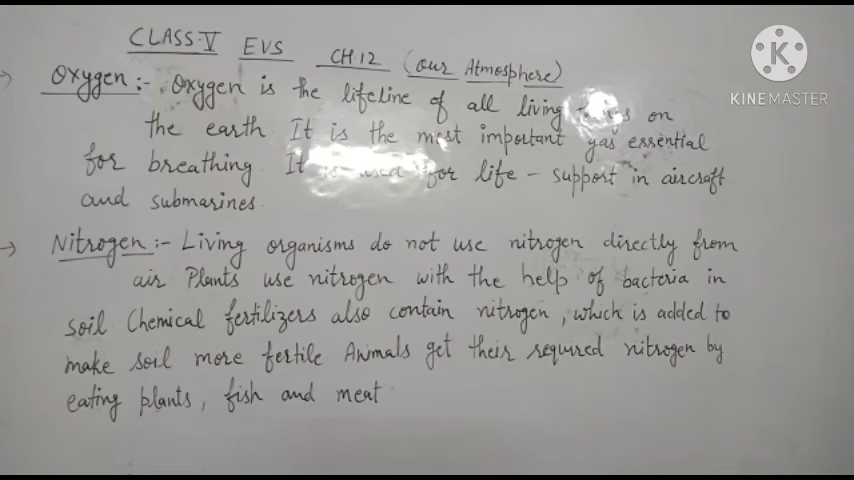 CLASS-V EVS CH.12 (our Atmosphere)
K
KINEMASTER
→ Oxygen :- Oxygen is the lifeline of all living things on
the earth. It is the most important gas essential
for breathing. It is used for life - support in aircraft
and submarines.
→ Nitrogen :- Living organisms do not use nitrogen directly from
air Plants use nitrogen with the help of bacteria in
soil Chemical fertilizers also contain nitrogen, which is added to
make soil more fertile Animals get their required nitrogen by
eating plants, fish and meat.